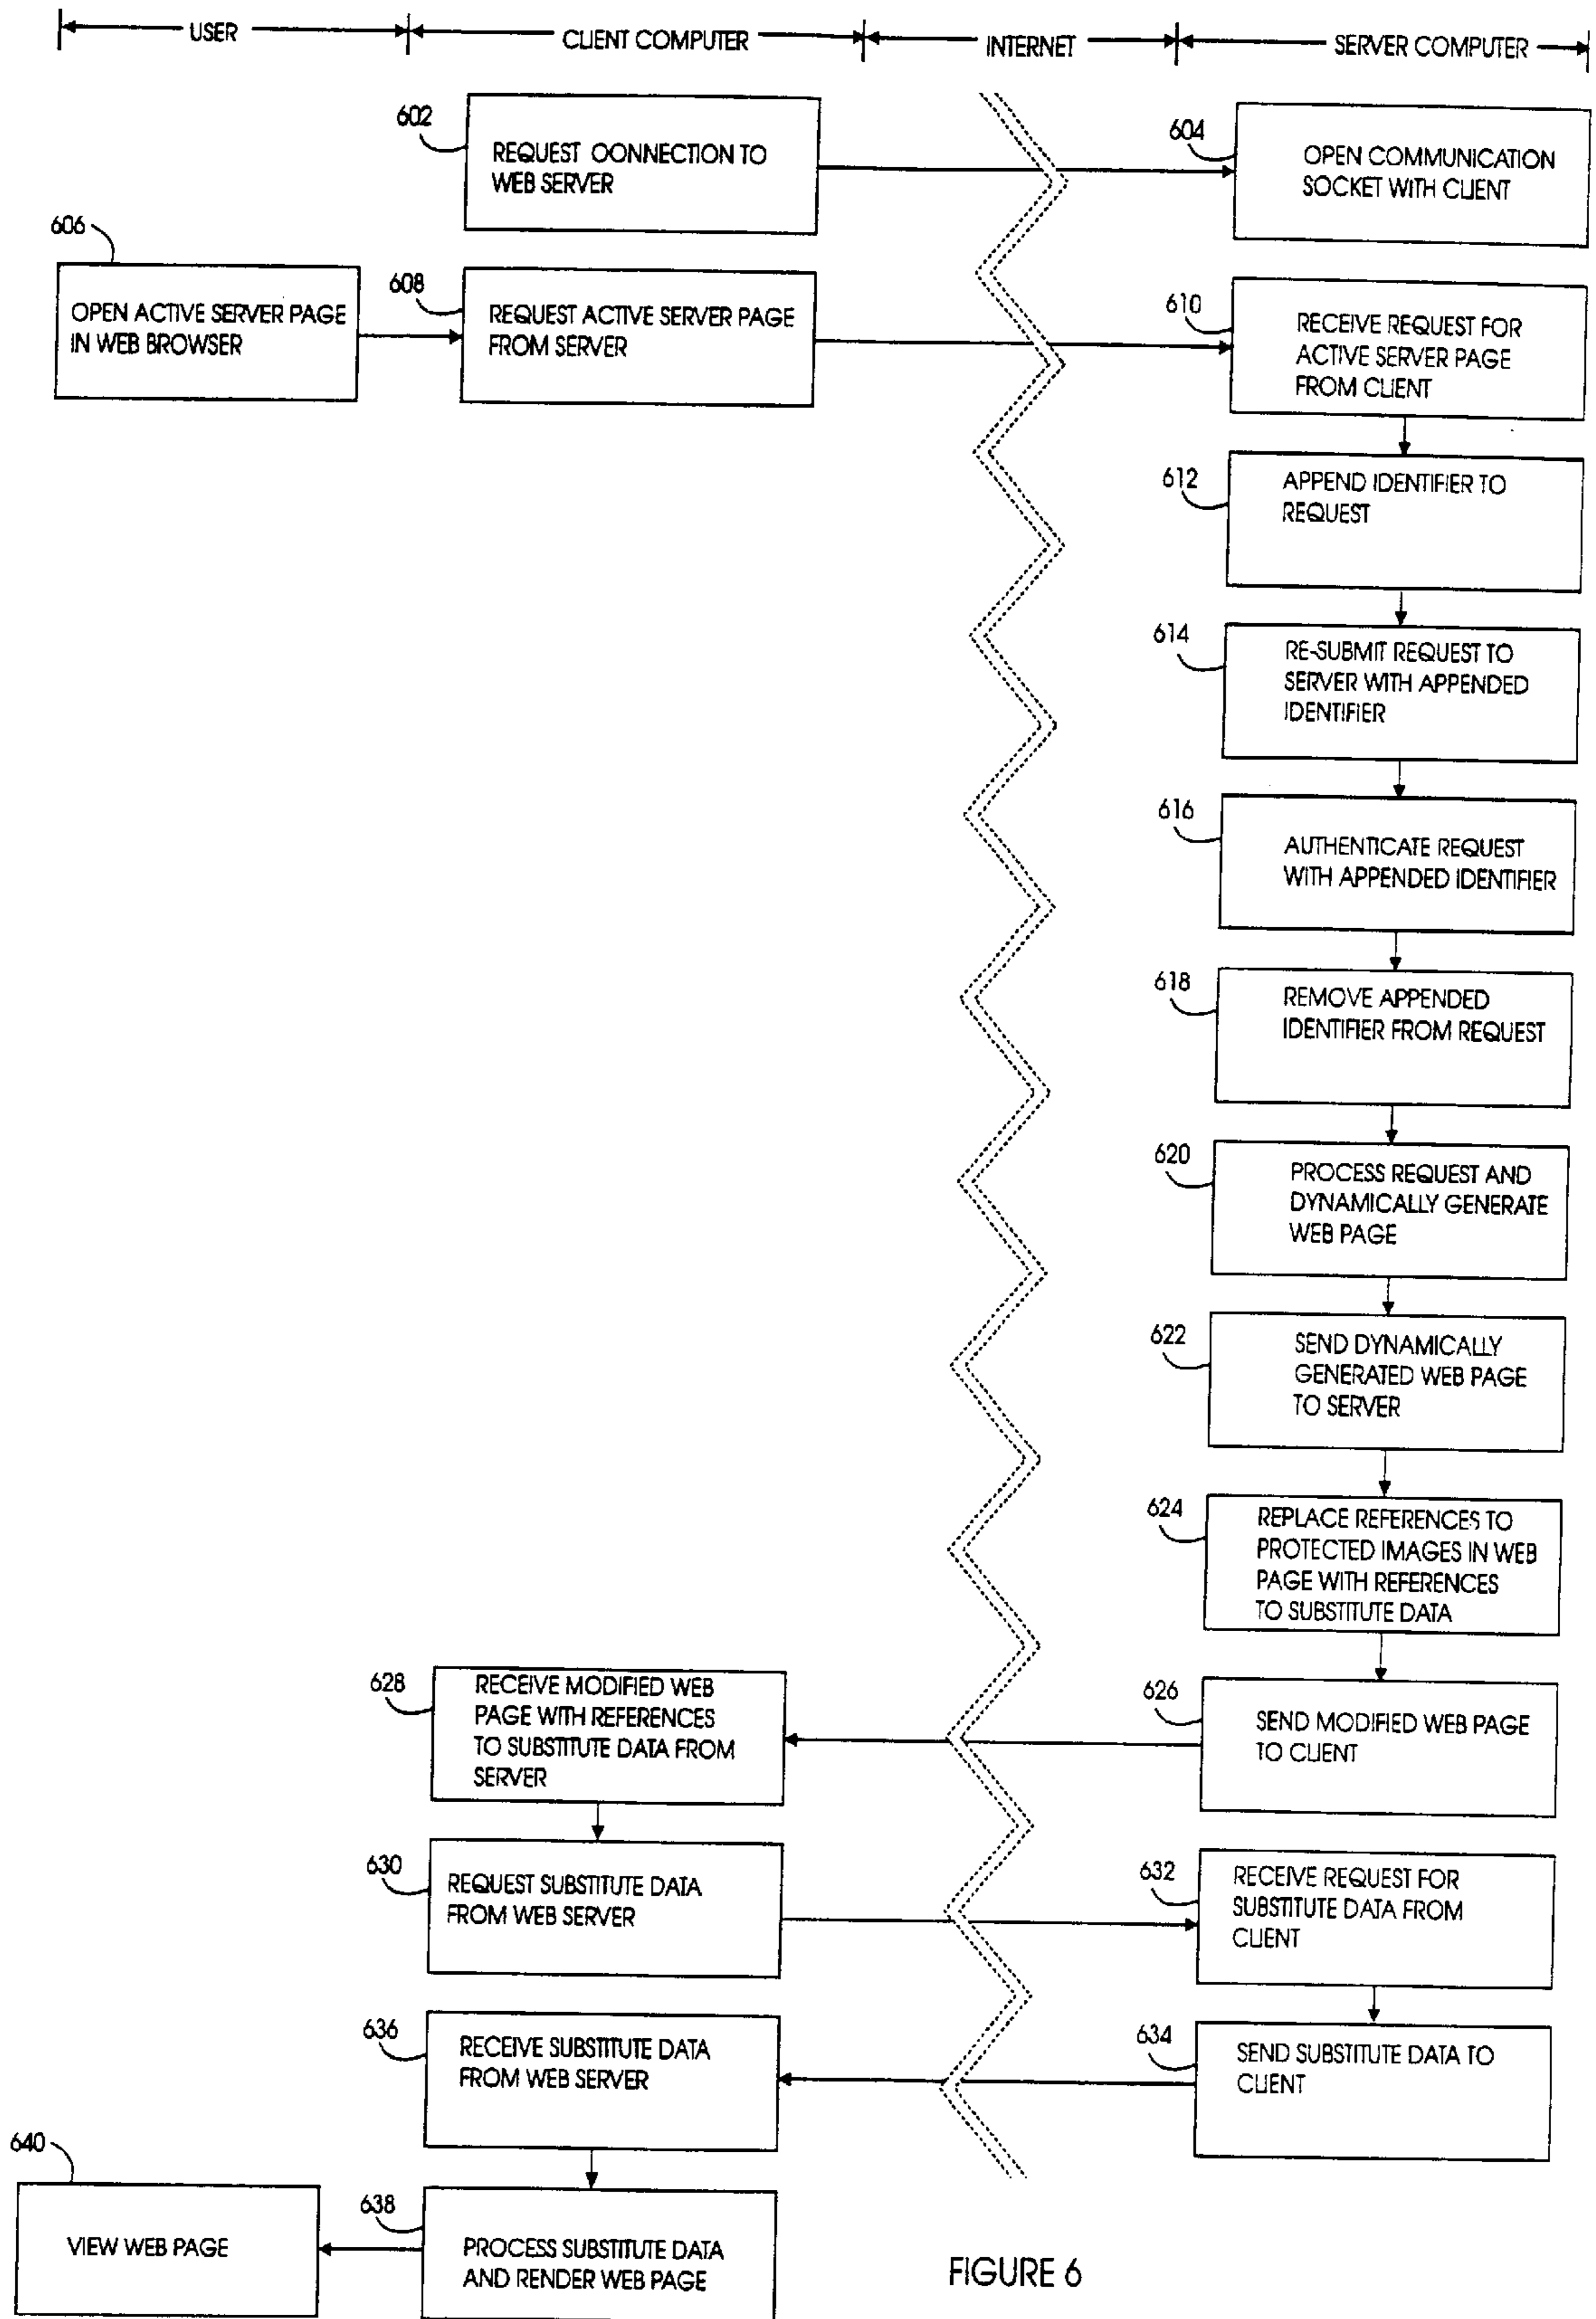 USER
CLIENT COMPUTER
INTERNET
SERVER COMPUTER
602
REQUEST CONNECTION TO
WEB SERVER
604
OPEN COMMUNICATION
SOCKET WITH CLIENT
606
OPEN ACTIVE SERVER PAGE
IN WEB BROWSER
608
REQUEST ACTIVE SERVER PAGE
FROM SERVER
610
RECEIVE REQUEST FOR
ACTIVE SERVER PAGE
FROM CLIENT
612
APPEND IDENTIFIER TO
REQUEST
614
RE-SUBMIT REQUEST TO
SERVER WITH APPENDED
IDENTIFIER
616
AUTHENTICATE REQUEST
WITH APPENDED IDENTIFIER
618
REMOVE APPENDED
IDENTIFIER FROM REQUEST
620
PROCESS REQUEST AND
DYNAMICALLY GENERATE
WEB PAGE
622
SEND DYNAMICALLY
GENERATED WEB PAGE
TO SERVER
624
REPLACE REFERENCES TO
PROTECTED IMAGES IN WEB
PAGE WITH REFERENCES
TO SUBSTITUTE DATA
626
SEND MODIFIED WEB PAGE
TO CLIENT
628
RECEIVE MODIFIED WEB
PAGE WITH REFERENCES
TO SUBSTITUTE DATA FROM
SERVER
630
REQUEST SUBSTITUTE DATA
FROM WEB SERVER
632
RECEIVE REQUEST FOR
SUBSTITUTE DATA FROM
CLIENT
634
SEND SUBSTITUTE DATA TO
CLIENT
636
RECEIVE SUBSTITUTE DATA
FROM WEB SERVER
638
PROCESS SUBSTITUTE DATA
AND RENDER WEB PAGE
640
VIEW WEB PAGE
FIGURE 6